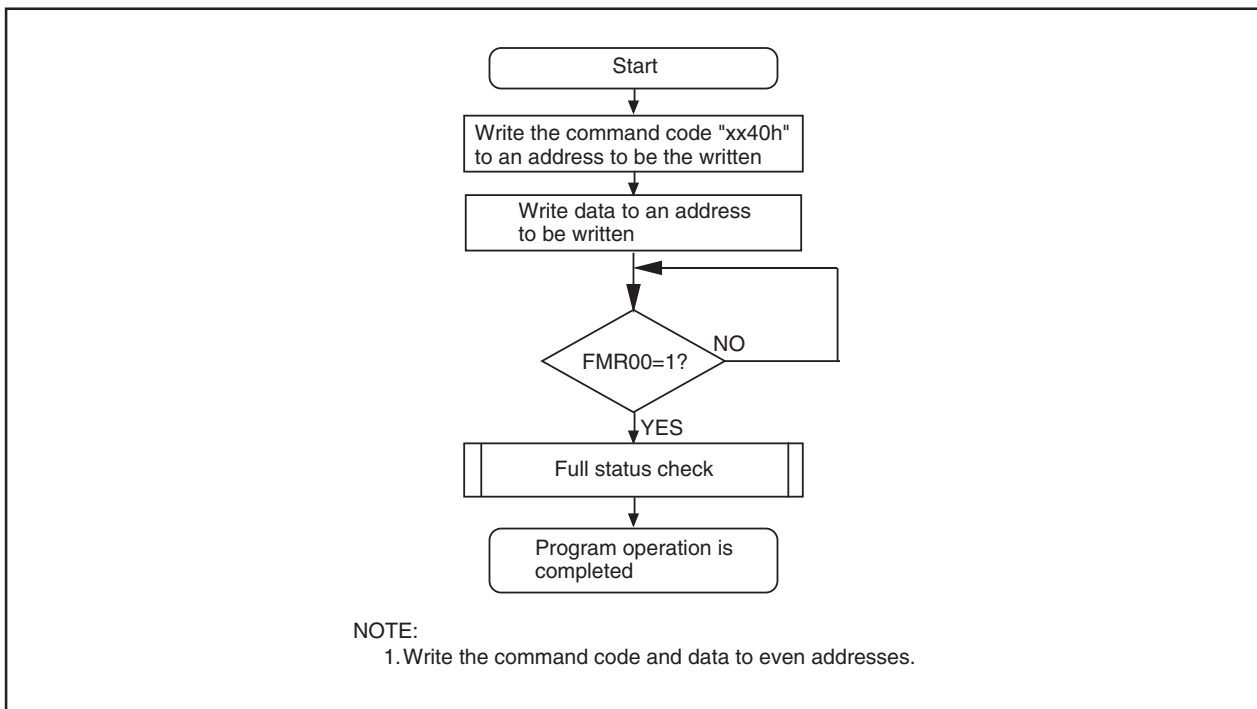 Start
Write the command code "xx40h"
to an address to be the written
Write data to an address
to be written
FMR00=1?
NO
YES
Full status check
Program operation is
completed
NOTE:
1. Write the command code and data to even addresses.